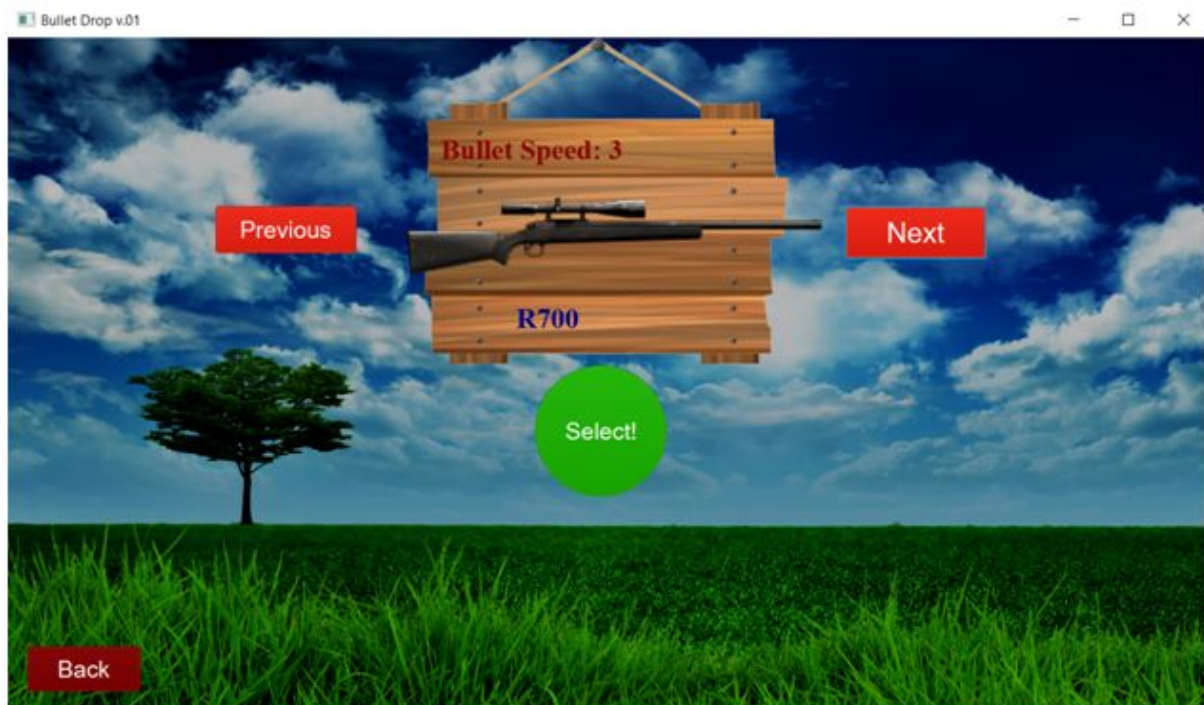 Bullet Drop v.01
Bullet Speed: 3
Previous
Next
R700
Select!
Back